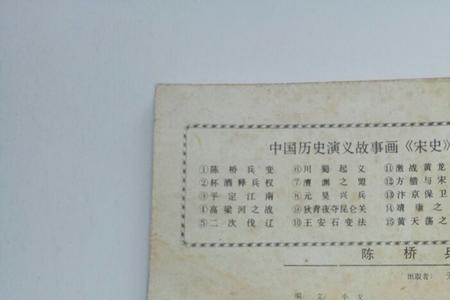 中国历史演义故事画《宋史》
①陈桥兵变 ⑥川蜀起义 ⑪激战黄龙
②杯酒释兵权 ⑦澶渊之盟 ⑫方腊与宋
③平定江南 ⑧元昊兴兵 ⑬汴京保卫
④高梁河之战 ⑨狄青夜夺昆仑关 ⑭靖康之
⑤二次伐辽 ⑩王安石变法 ⑮黄天荡之
陈桥兵
出版者
编